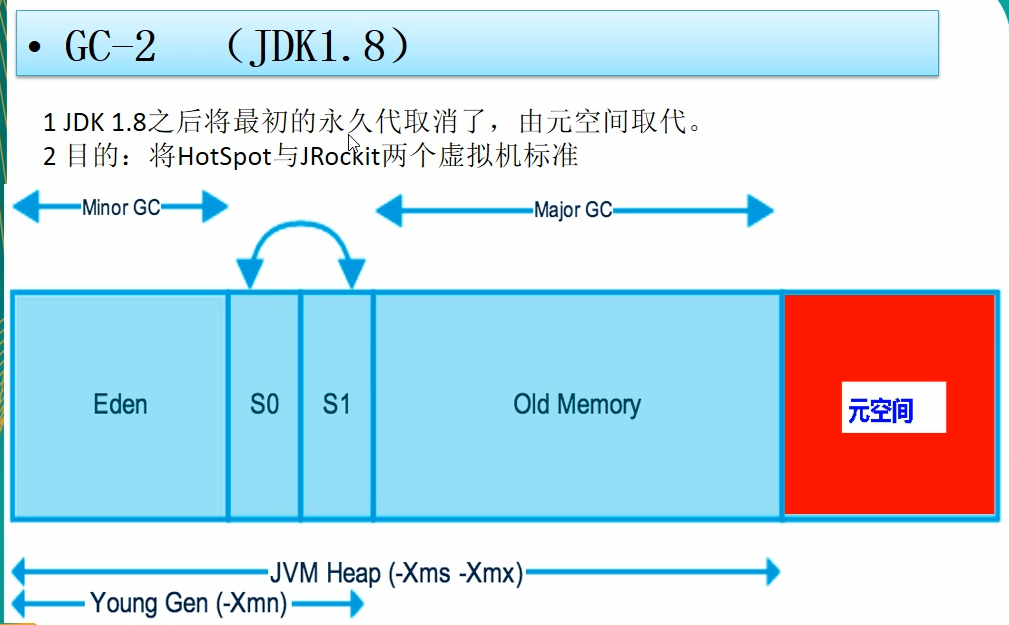 • GC-2 （JDK1.8）
1 JDK 1.8之后将最初的永久代取消了，由元空间取代。
2 目的：将HotSpot与JRockit两个虚拟机标准
Minor GC
Major GC
Eden
S0
S1
Old Memory
元空间
JVM Heap (-Xms -Xmx)
Young Gen (-Xmn)